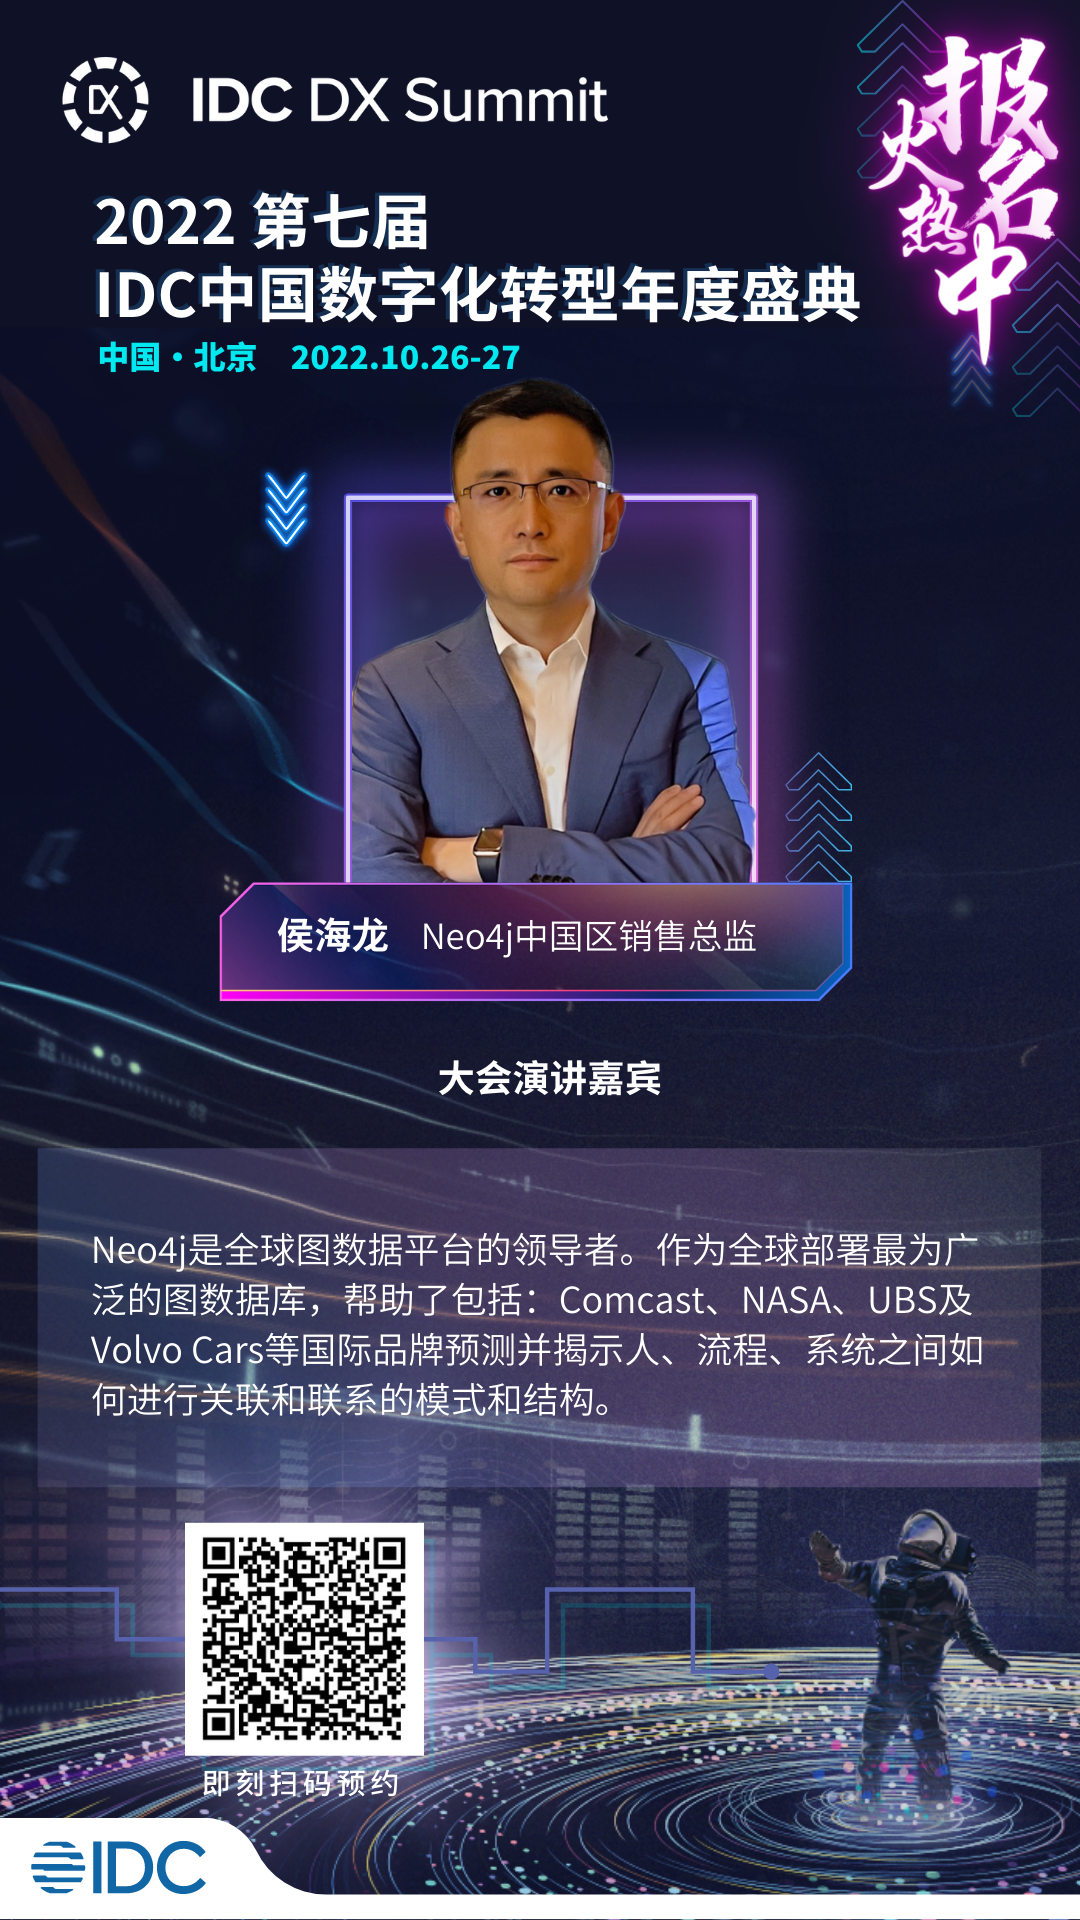 DX
IDC DX Summit
火热
报名中
2022 第七届
IDC中国数字化转型年度盛典
中国·北京 2022.10.26-27
侯海龙 Neo4j中国区销售总监
大会演讲嘉宾
Neo4j是全球图数据平台的领导者。作为全球部署最为广
泛的图数据库，帮助了包括：Comcast、NASA、UBS及
Volvo Cars等国际品牌预测并揭示人、流程、系统之间如
何进行关联和联系的模式和结构。
即刻扫码预约
IDC